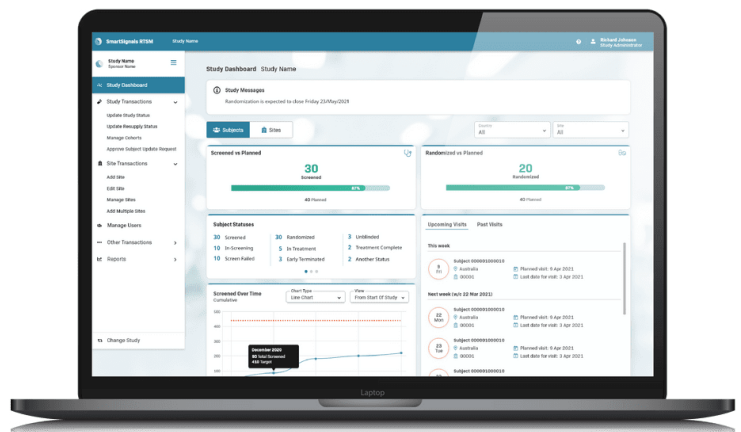 SmartSignals RTSM
Study Name
Richard Johnson
Study Administrator
Study Name
Sponsor Name
Study Dashboard
Study Transactions
Update Study Status
Update Resupply Status
Manage Cohorts
Approve Subject Update Request
Site Transactions
Add Site
Edit Site
Manage Sites
Add Multiple Sites
Manage Users
Other Transactions
Reports
Change Study
Study Dashboard Study Name
Study Messages
Randomization is expected to close Friday 23/May/2021
Subjects
Sites
Country
All
Site
All
Screened vs Planned
30
Screened
67%
40 Planned
Randomized vs Planned
20
Randomized
67%
40 Planned
Subject Statuses
30 Screened
30 Randomized
3 Unblinded
10 In-Screening
5 In Treatment
2 Treatment Complete
10 Screen Failed
3 Early Terminated
2 Another Status
Upcoming Visits
Past Visits
This week
3
Fri
Subject 000001000010
Australia
Planned visit: 9 Apr 2021
00001
Last date for visit: 3 Apr 2021
Next week (w/c 22 Mar 2021)
22
Mon
Subject 000001000010
Australia
Planned visit: 9 Apr 2021
00001
Last date for visit: 3 Apr 2021
23
Tue
Subject 000001000010
Australia
Planned visit: 9 Apr 2021
00001
Last date for visit: 3 Apr 2021
Subject 000001000010
Screened Over Time
Cumulative
Chart Type
Line Chart
View
From Start Of Study
500
400
300
200
100
December 2020
90 Total Screened
450 Target
Laptop